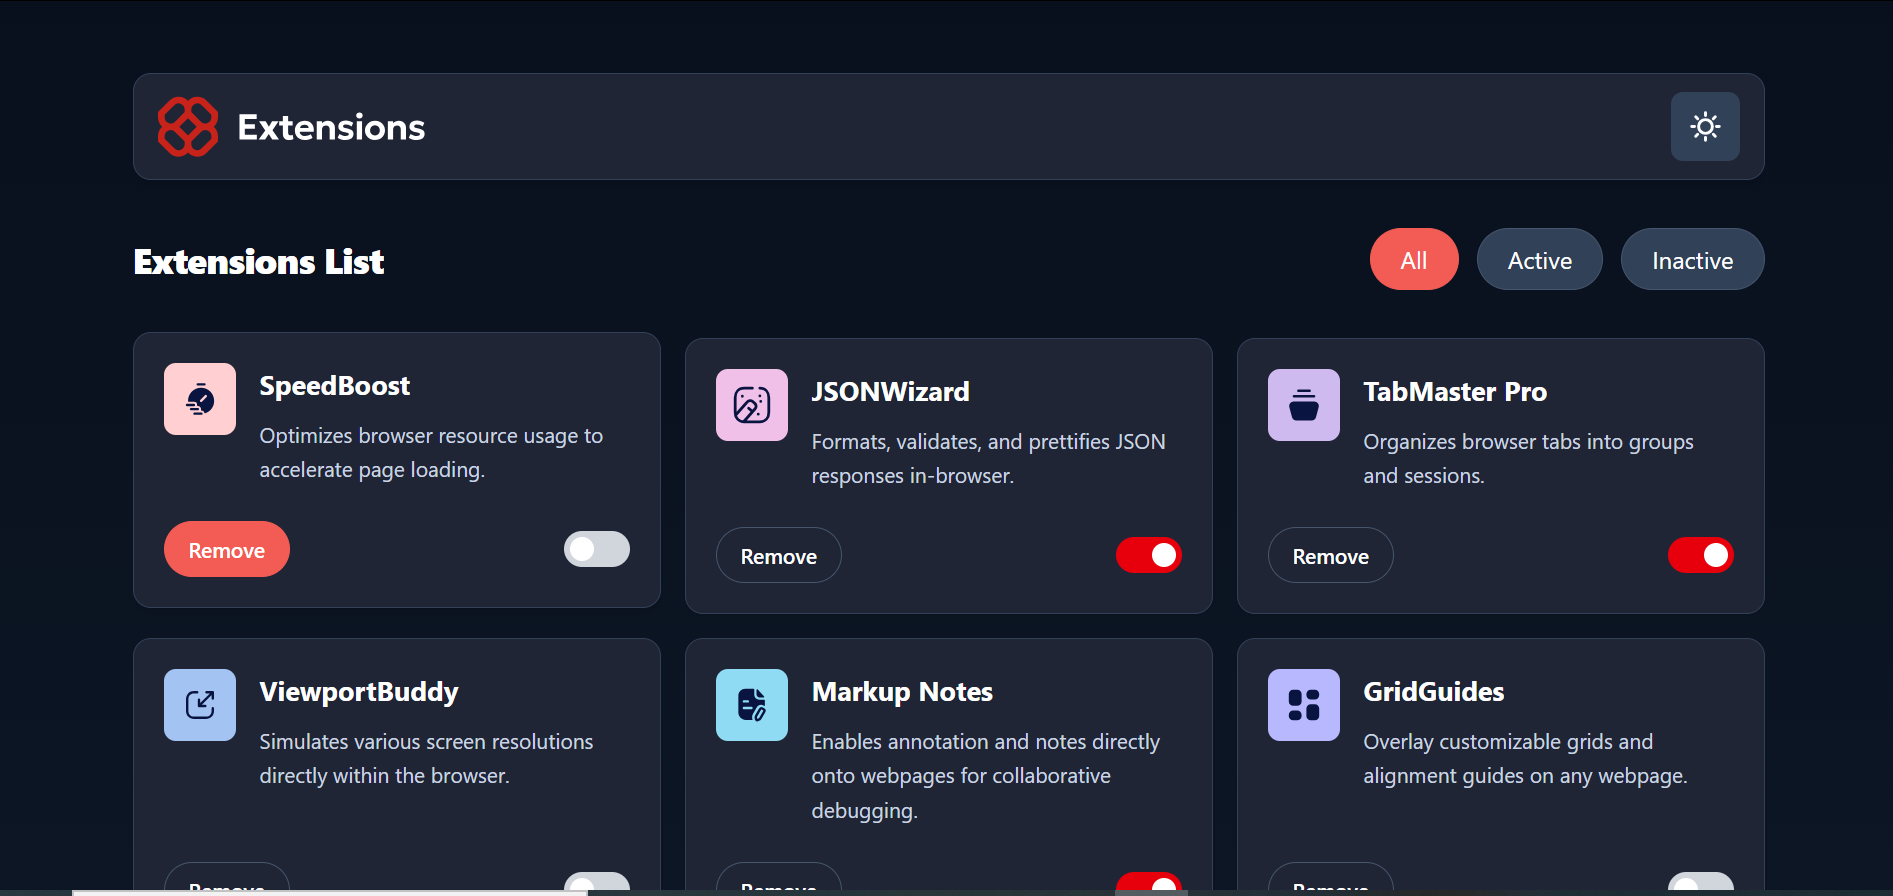 Extensions
Extensions List
All
Active
Inactive
SpeedBoost
Optimizes browser resource usage to
accelerate page loading.
Remove
JSONWizard
Formats, validates, and prettifies JSON
responses in-browser.
Remove
TabMaster Pro
Organizes browser tabs into groups
and sessions.
Remove
ViewportBuddy
Simulates various screen resolutions
directly within the browser.
Remove
Markup Notes
Enables annotation and notes directly
onto webpages for collaborative
debugging.
Remove
GridGuides
Overlay customizable grids and
alignment guides on any webpage.
Remove